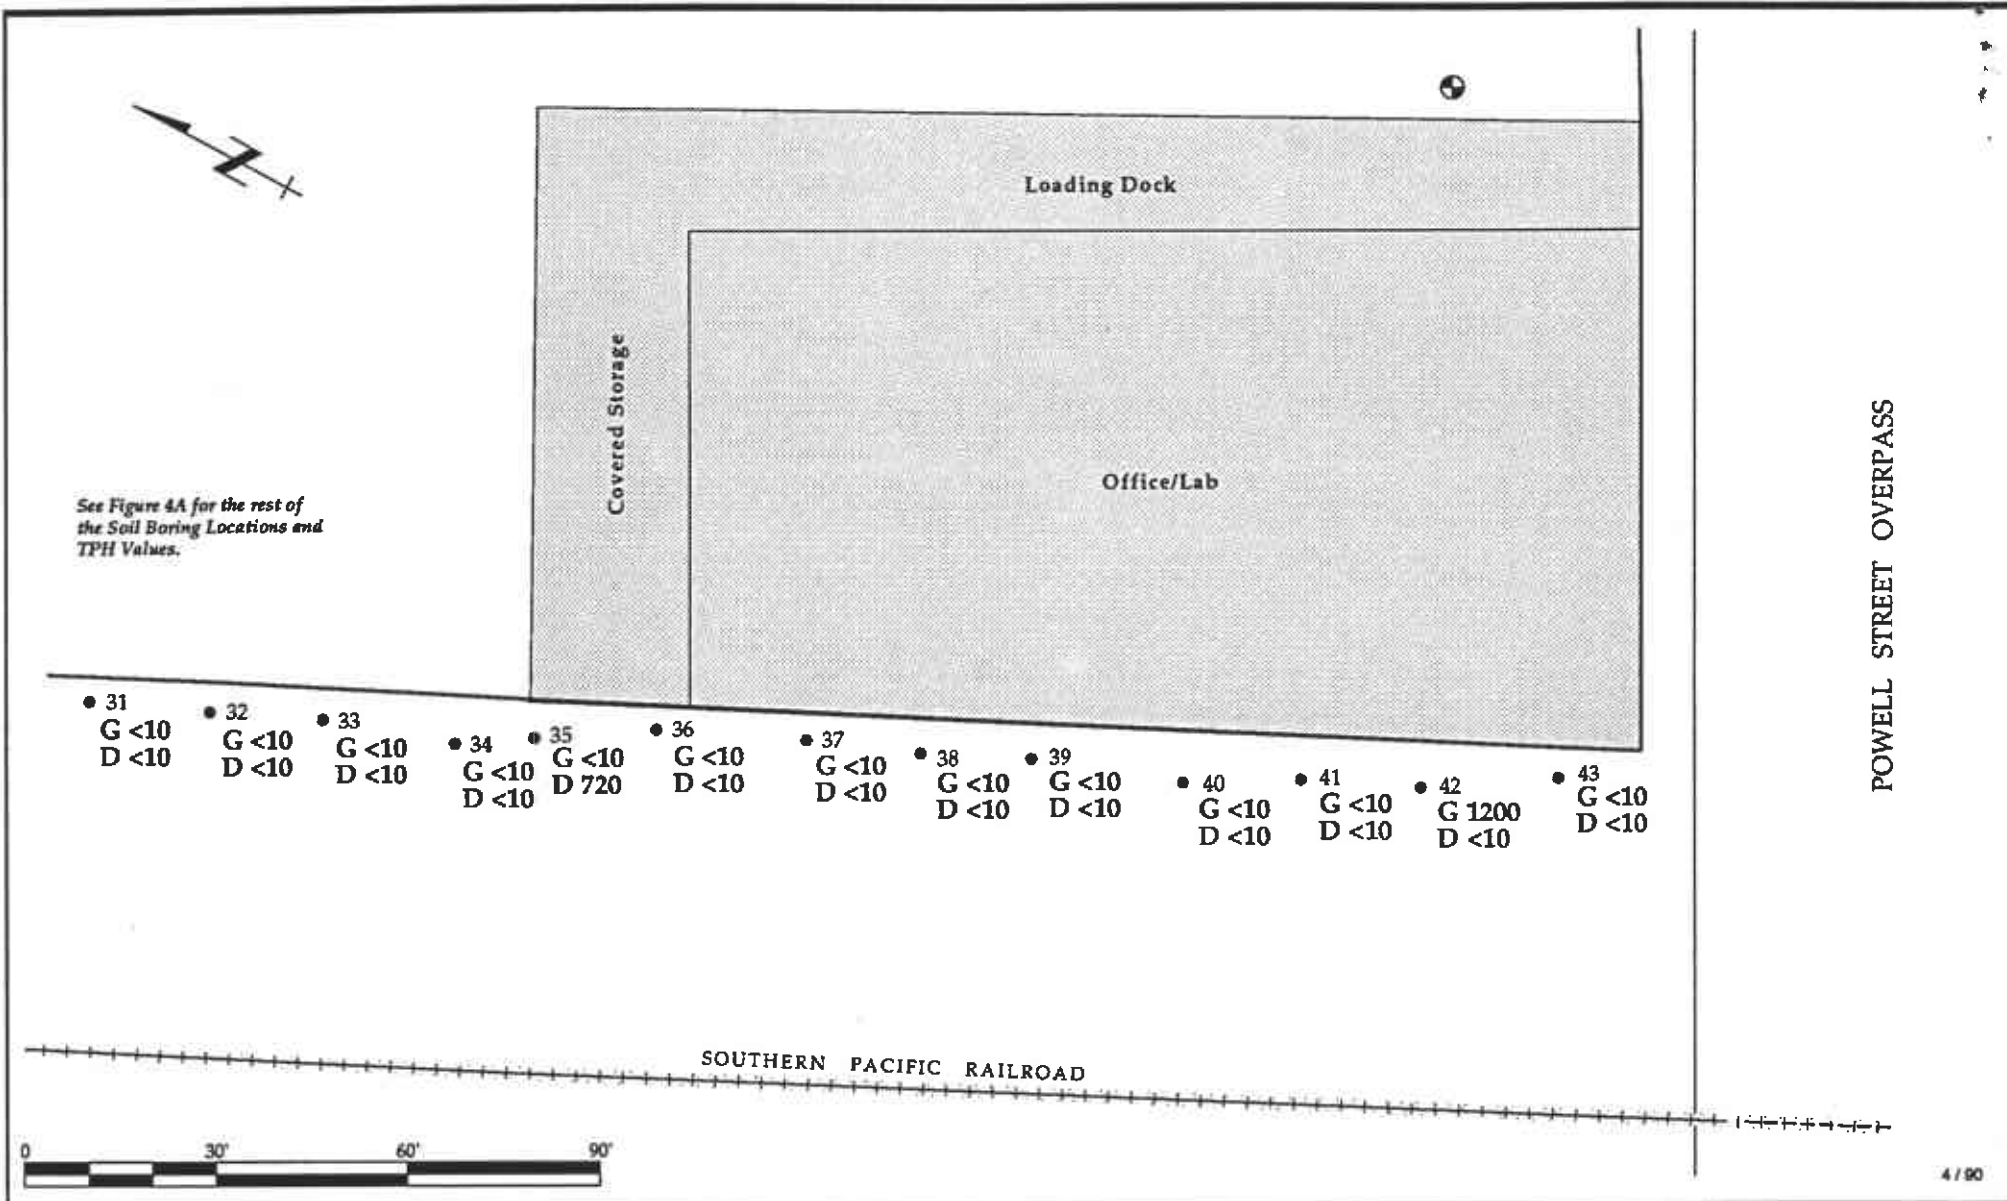 Loading Dock
Covered Storage
Office/Lab
See Figure 4A for the rest of
the Soil Boring Locations and
TPH Values.
POWELL STREET OVERPASS
31
G <10
D <10
32
G <10
D <10
33
G <10
D <10
34
G <10
D <10
35
G <10
D 720
36
G <10
D <10
37
G <10
D <10
38
G <10
D <10
39
G <10
D <10
40
G <10
D <10
41
G <10
D <10
42
G 1200
D <10
43
G <10
D <10
SOUTHERN PACIFIC RAILROAD
0 30' 60' 90'
4 / 90